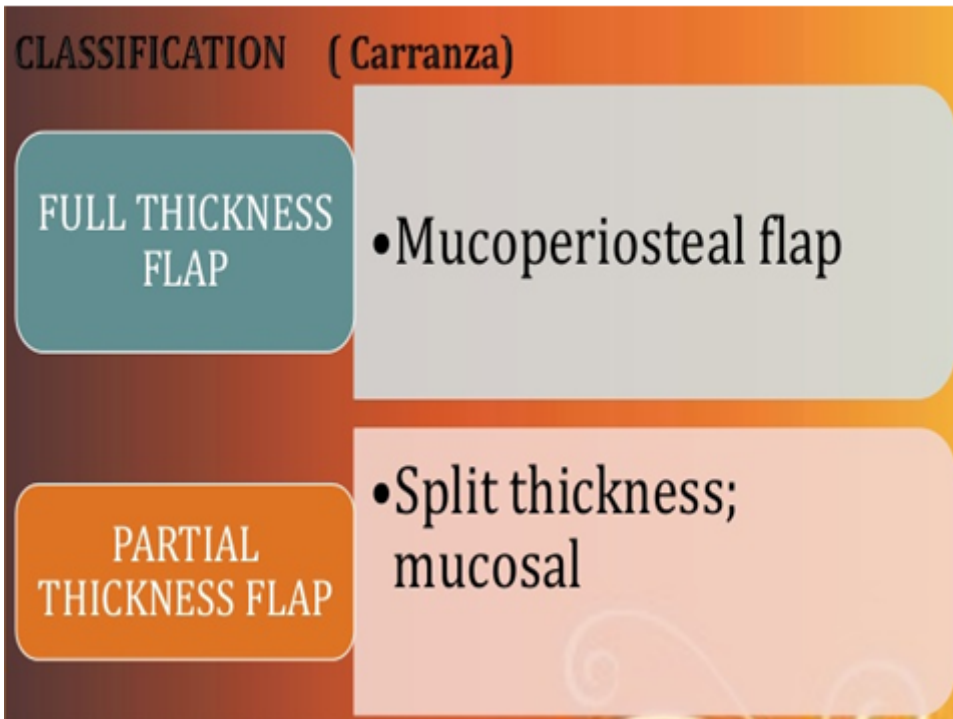 CLASSIFICATION ( Carranza)
FULL THICKNESS
FLAP
•Mucoperiosteal flap
PARTIAL
THICKNESS FLAP
•Split thickness;
mucosal